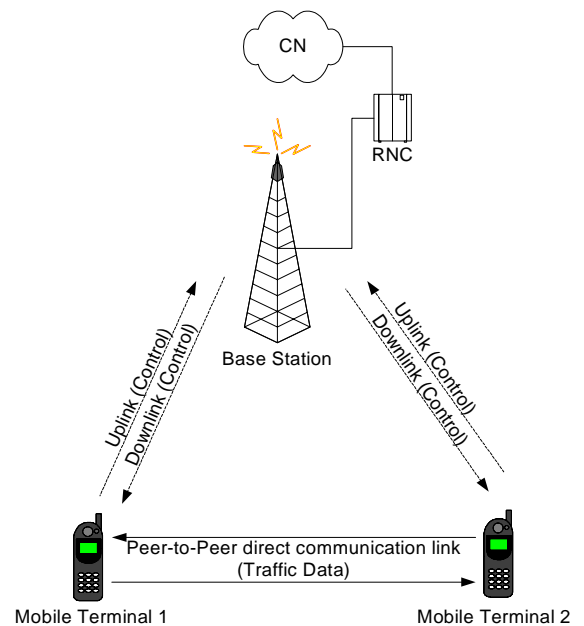 CN
RNC
Base Station
Uplink (Control)
Downlink (Control)
Uplink (Control)
Downlink (Control)
Peer-to-Peer direct communication link
(Traffic Data)
Mobile Terminal 1
Mobile Terminal 2